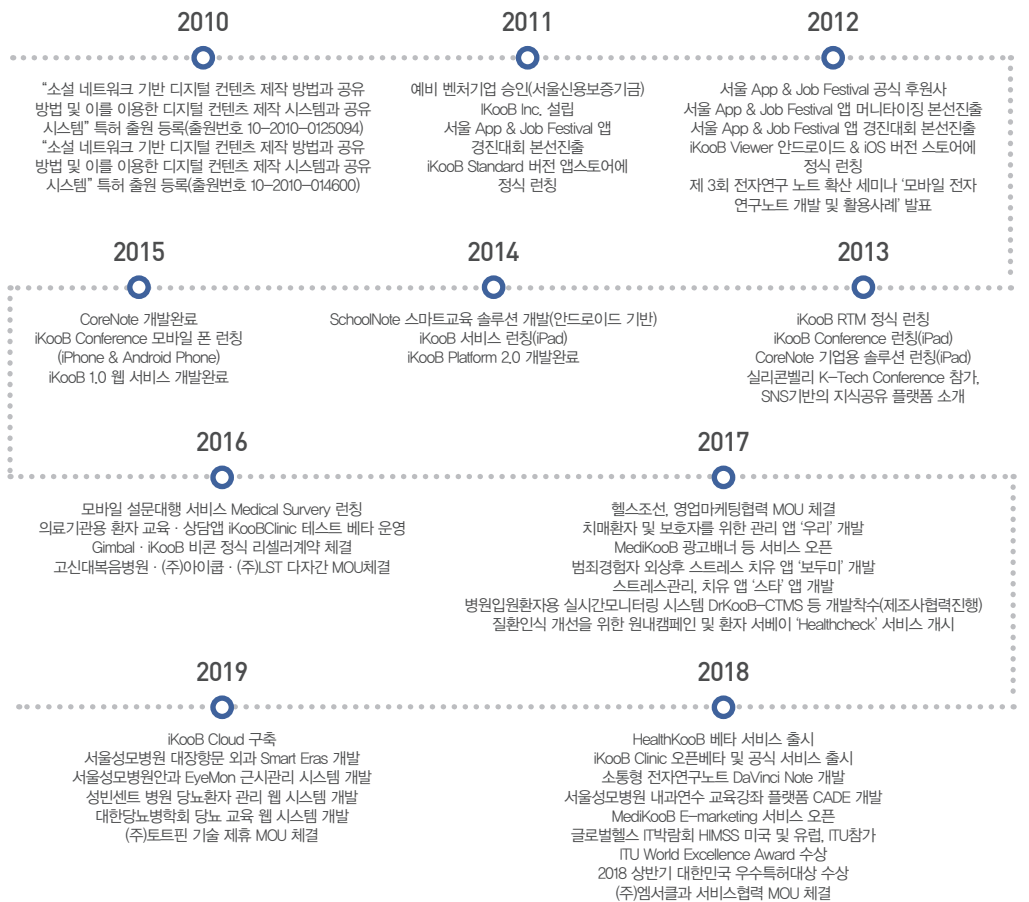 2010
“소셜 네트워크 기반 디지털 컨텐츠 제작 방법과 공유
방법 및 이를 이용한 디지털 컨텐츠 제작 시스템과 공유
시스템” 특허 출원 등록(출원번호 10-2010-0125094)
“소셜 네트워크 기반 디지털 컨텐츠 제작 방법과 공유
방법 및 이를 이용한 디지털 컨텐츠 제작 시스템과 공유
시스템” 특허 출원 등록(출원번호 10-2010-014600)
2011
예비 벤처기업 승인(서울신용보증기금)
IKooB Inc. 설립
서울 App & Job Festival 앱
경진대회 본선진출
iKooB Standard 버전 앱스토어에
정식 런칭
2012
서울 App & Job Festival 공식 후원사
서울 App & Job Festival 앱 머니타이징 본선진출
서울 App & Job Festival 앱 경진대회 본선진출
iKooB Viewer 안드로이드 & iOS 버전 스토어에
정식 런칭
제 3회 전자연구 노트 확산 세미나 ‘모바일 전자
연구노트 개발 및 활용사례’ 발표
2013
iKooB RTM 정식 런칭
iKooB Conference 런칭(iPad)
CoreNote 기업용 솔루션 런칭(iPad)
실리콘벨리 K-Tech Conference 참가,
SNS기반의 지식공유 플랫폼 소개
2014
SchoolNote 스마트교육 솔루션 개발(안드로이드 기반)
iKooB 서비스 런칭(iPad)
iKooB Platform 2.0 개발완료
2015
CoreNote 개발완료
iKooB Conference 모바일 폰 런칭
(iPhone & Android Phone)
iKooB 1.0 웹 서비스 개발완료
2016
모바일 설문대행 서비스 Medical Survery 런칭
의료기관용 환자 교육 · 상담앱 iKooBClinic 테스트 베타 운영
Gimbal · iKooB 비콘 정식 리셀러계약 체결
고신대복음병원 · (주)아이쿱 · (주)LST 다자간 MOU체결
2017
헬스조선, 영업마케팅협력 MOU 체결
치매환자 및 보호자를 위한 관리 앱 ‘우리’ 개발
MediKooB 광고배너 등 서비스 오픈
범죄경험자 외상후 스트레스 치유 앱 ‘보두미’ 개발
스트레스관리, 치유 앱 ‘스타’ 앱 개발
병원입원환자용 실시간모니터링 시스템 DrKooB-CTMS 등 개발착수(제조사협력진행)
질환인식 개선을 위한 원내캠페인 및 환자 서베이 ‘Healthcheck’ 서비스 개시
2018
HealthKooB 베타 서비스 출시
iKooB Clinic 오픈베타 및 공식 서비스 출시
소통형 전자연구노트 DaVinci Note 개발
서울성모병원 내과연수 교육강좌 플랫폼 CADE 개발
MediKooB E-marketing 서비스 오픈
글로벌헬스 IT박람회 HIMSS 미국 및 유럽, ITU참가
ITU World Excellence Award 수상
2018 상반기 대한민국 우수특허대상 수상
(주)엠서클과 서비스협력 MOU 체결
2019
iKooB Cloud 구축
서울성모병원 대장항문 외과 Smart Eras 개발
서울성모병원안과 EyeMon 근시관리 시스템 개발
성빈센트 병원 당뇨환자 관리 웹 시스템 개발
대한당뇨병학회 당뇨 교육 웹 시스템 개발
(주)토트핀 기술 제휴 MOU 체결